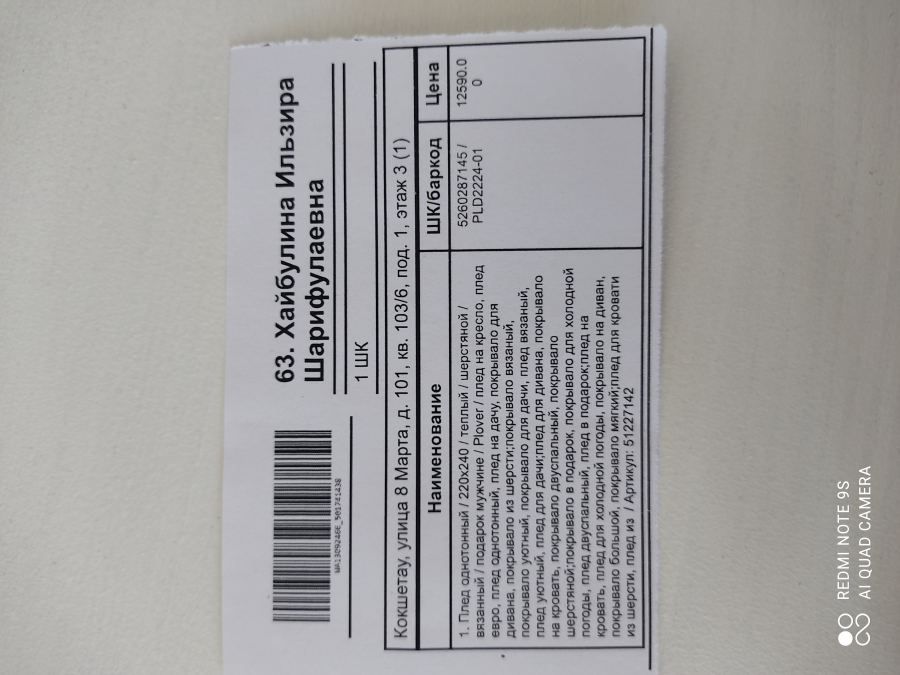 63. Хайбулина Ильзира
Шарифулаевна
1 ШК
Кокшетау, улица 8 Марта, д. 101, кв. 103/6, под. 1, этаж 3 (1)
Наименование ШК/баркод Цена
1. Плед однотонный / 220х240 / теплый / шерстяной /
вязанный / подарок мужчине / Plover / плед на кресло, плед
евро, плед однотонный, плед на дачу, покрывало для
дивана, покрывало из шерсти;покрывало вязаный,
покрывало уютный, покрывало для дачи, плед вязаный,
плед уютный, плед для дачи;плед для дивана, покрывало
на кровать, покрывало двуспальный, покрывало
шерстяной;покрывало в подарок, покрывало для холодной
погоды, плед двуспальный, плед в подарок;плед на
кровать, плед для холодной погоды, покрывало на диван,
покрывало большой, покрывало мягкий;плед для кровати
из шерсти, плед из / Артикул: 51227142
5260287145 /
PLD2224-01
12590.0
0
REDMI NOTE 9S
AI QUAD CAMERA